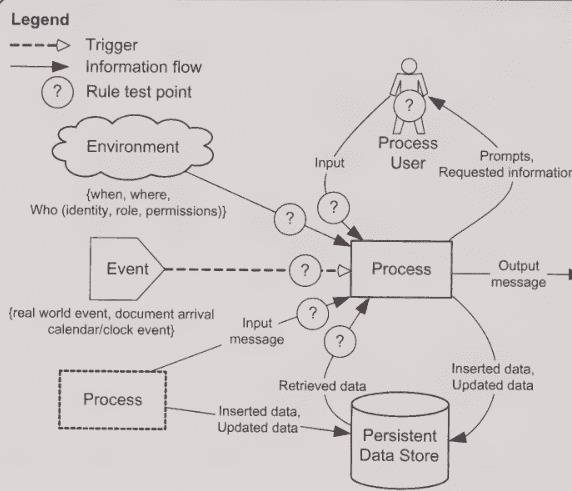 Legend
Trigger
Information flow
? Rule test point
Environment
{when, where,
Who (identity, role, permissions)}
?
Process
User
Input
?
Prompts,
Requested information
?
Event
?
Process
Output
message
{real world event, document arrival
calendar/clock event}
Input
message
?
?
Process
Retrieved data
Inserted data,
Updated data
Inserted data,
Updated data
Persistent
Data Store